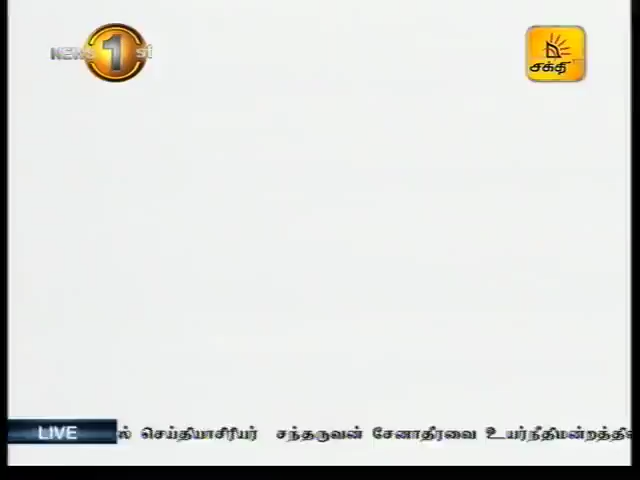 NEWS 1st
சக்தி
LIVE
ல் செய்தியாசிரியர் சந்தருவன் சேனாதீரவை உயர்நீதிமன்றத்தி